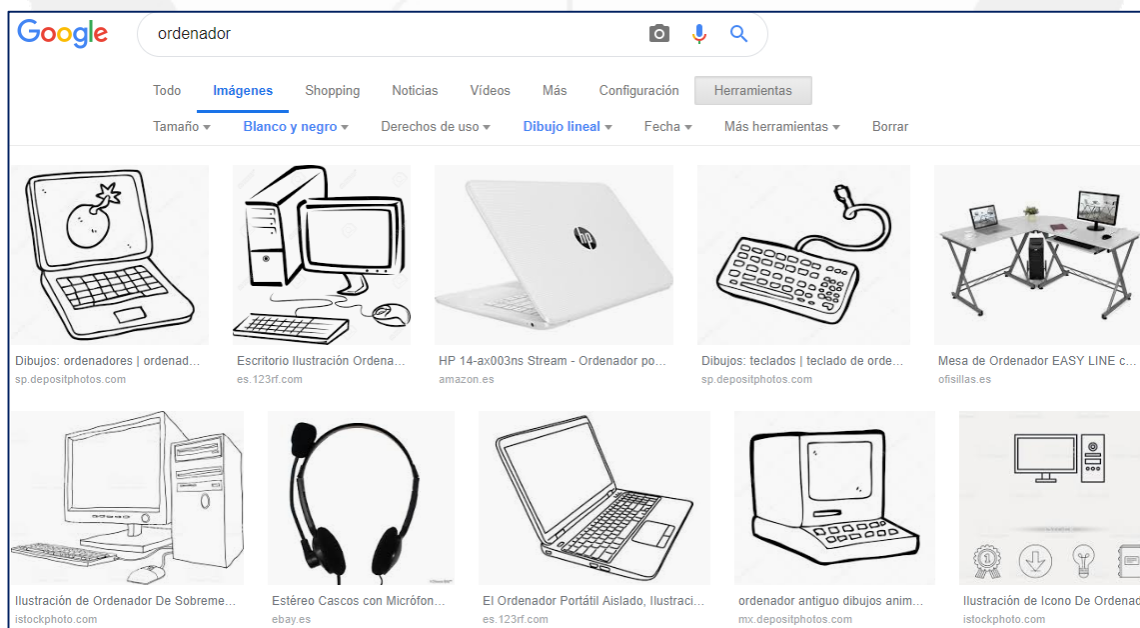 Google ordenador
Todo Imágenes Shopping Noticias Vídeos Más Configuración Herramientas
Tamaño Blanco y negro Derechos de uso Dibujo lineal Fecha Más herramientas Borrar
hp
Dibujos: ordenadores | ordenad...
sp.depositphotos.com
Escritorio Ilustración Ordena...
es.123rf.com
HP 14-ax003ns Stream - Ordenador po...
amazon.es
Dibujos: teclados | teclado de orde...
sp.depositphotos.com
Mesa de Ordenador EASY LINE c...
ofisillas.es
Ilustración de Ordenador De Sobreme...
istockphoto.com
Estéreo Cascos con Micrófon...
ebay.es
El Ordenador Portátil Aislado, Ilustraci...
es.123rf.com
ordenador antiguo dibujos anim...
mx.depositphotos.com
1
Ilustración de Icono De Ordenad
istockphoto.com